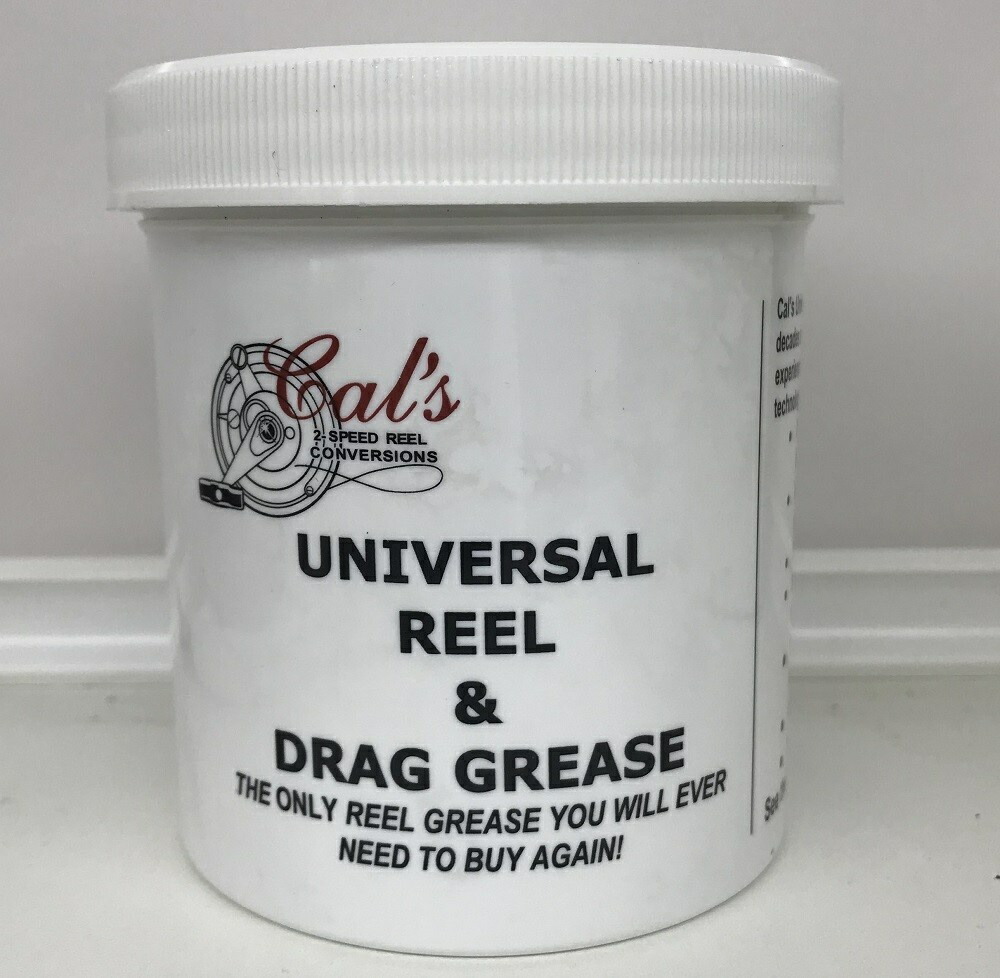 Cal's
2-SPEED REEL
CONVERSIONS
UNIVERSAL
REEL
&
DRAG GREASE
THE ONLY REEL GREASE YOU WILL EVER
NEED TO BUY AGAIN!
Cal's